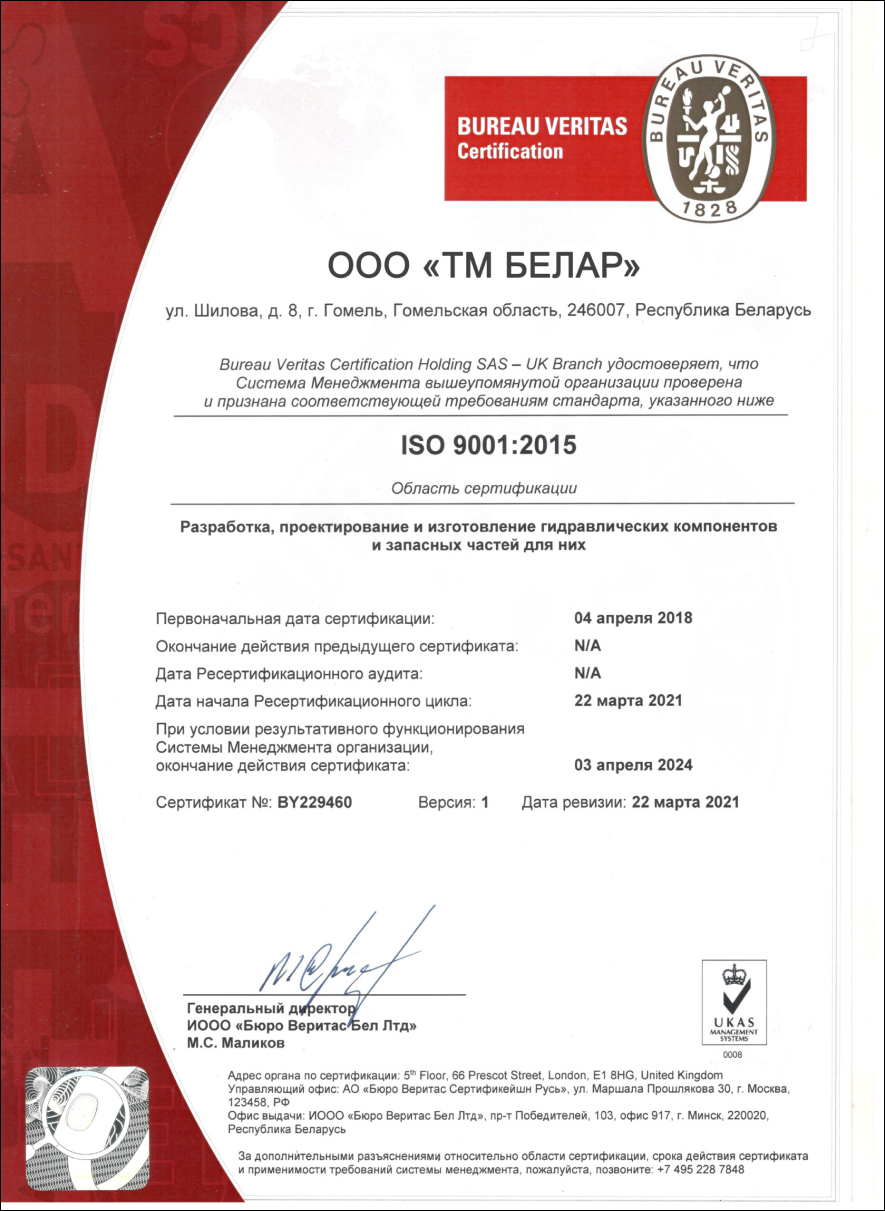 BUREAU VERITAS
Certification
BUREAU VERITAS
1828
ООО «ТМ БЕЛАР»
ул. Шилова, д. 8, г. Гомель, Гомельская область, 246007, Республика Беларусь
Bureau Veritas Certification Holding SAS – UK Branch удостоверяет, что
Система Менеджмента вышеупомянутой организации проверена
и признана соответствующей требованиям стандарта, указанного ниже
ISO 9001:2015
Область сертификации
Разработка, проектирование и изготовление гидравлических компонентов
и запасных частей для них
Первоначальная дата сертификации: 04 апреля 2018
Окончание действия предыдущего сертификата: N/A
Дата Ресертификационного аудита: N/A
Дата начала Ресертификационного цикла: 22 марта 2021
При условии результативного функционирования
Системы Менеджмента организации,
окончание действия сертификата: 03 апреля 2024
Сертификат №: BY229460 Версия: 1 Дата ревизии: 22 марта 2021
Генеральный директор
ИООО «Бюро Веритас Бел Лтд»
М.С. Маликов
UKAS
MANAGEMENT
SYSTEMS
0008
Адрес органа по сертификации: 5th Floor, 66 Prescot Street, London, E1 8HG, United Kingdom
Управляющий офис: АО «Бюро Веритас Сертификейшн Русь», ул. Маршала Прошлякова 30, г. Москва,
123458, РФ
Офис выдачи: ИООО «Бюро Веритас Бел Лтд», пр-т Победителей, 103, офис 917, г. Минск, 220020,
Республика Беларусь
За дополнительными разъяснениями относительно области сертификации, срока действия сертификата
и применимости требований системы менеджмента, пожалуйста, позвоните: +7 495 228 7848